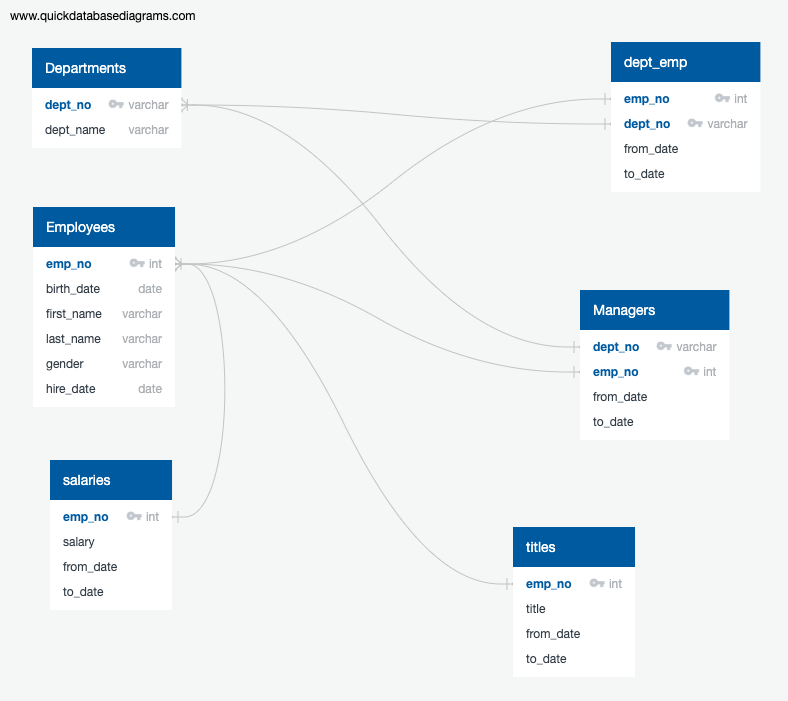 www.quickdatabasediagrams.com
Departments
dept_no varchar
dept_name varchar
Employees
emp_no int
birth_date date
first_name varchar
last_name varchar
gender varchar
hire_date date
salaries
emp_no int
salary
from_date
to_date
dept_emp
emp_no int
dept_no varchar
from_date
to_date
Managers
dept_no varchar
emp_no int
from_date
to_date
titles
emp_no int
title
from_date
to_date